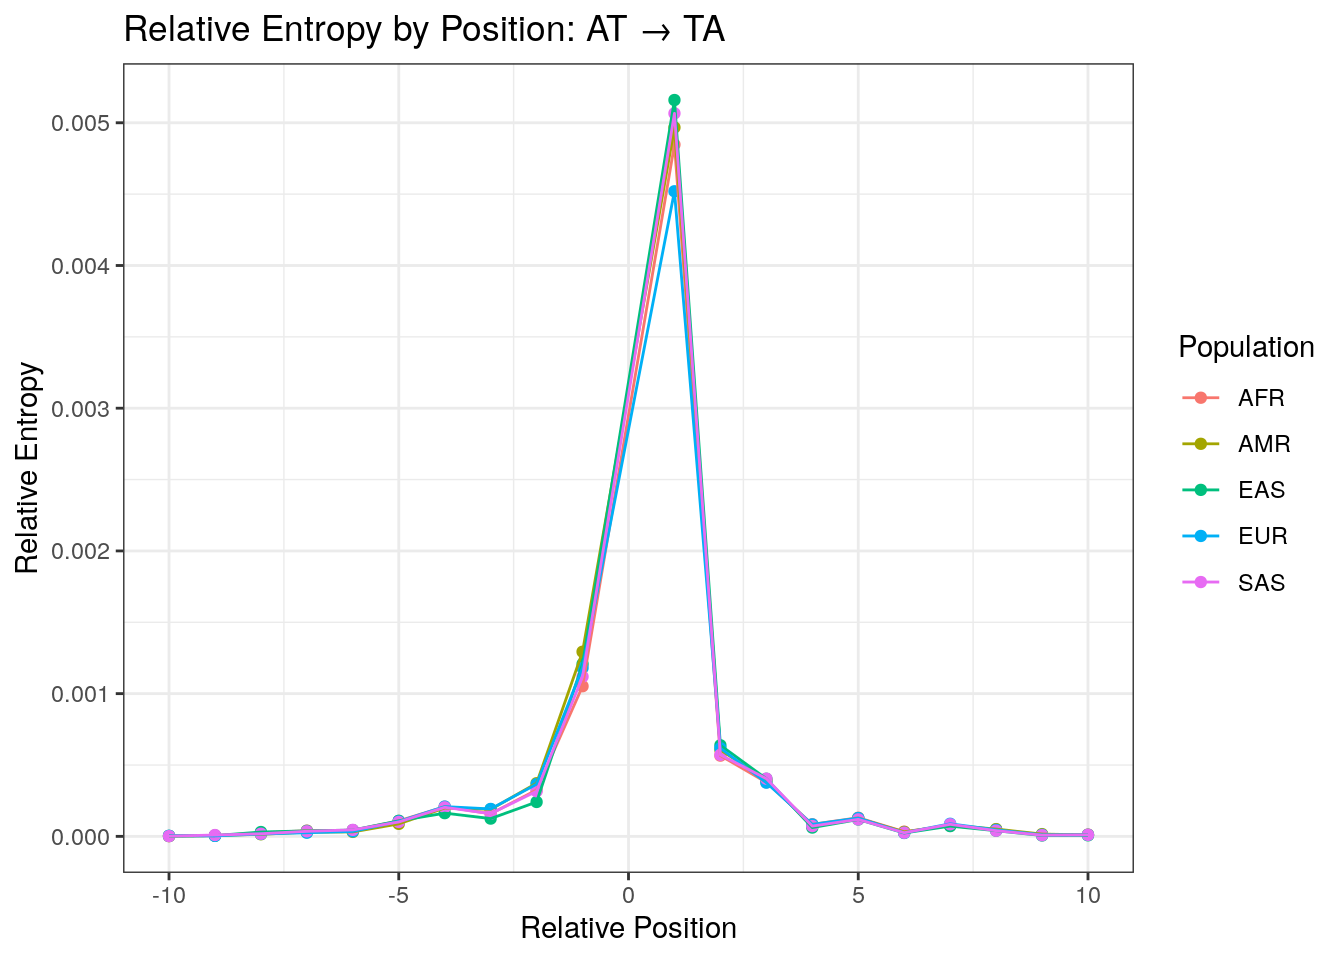 Relative Entropy by Position: AT → TA
Relative Entropy
0.005
0.004
0.003
0.002
0.001
0.000
-10 -5 0 5 10
Relative Position
Population
AFR
AMR
EAS
EUR
SAS